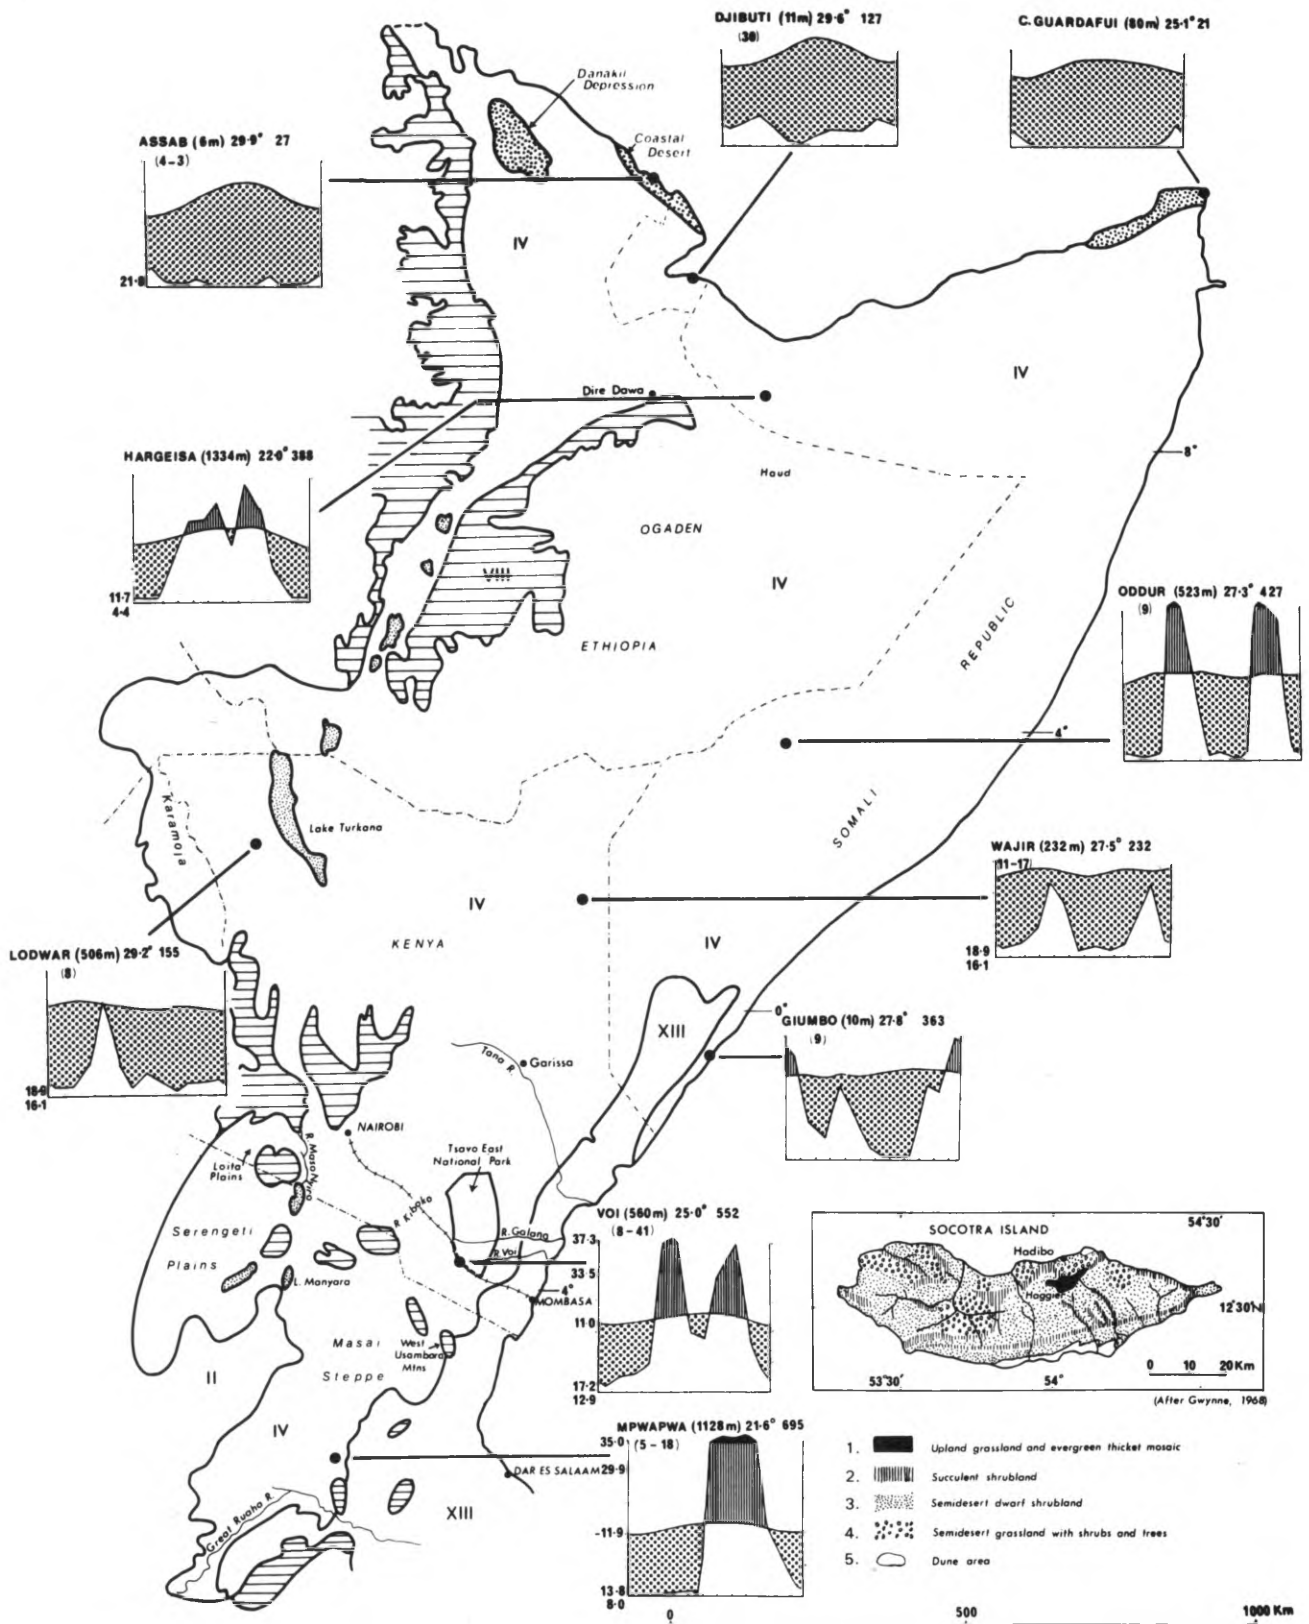 DJIBUTI (11m) 29·6° 127
(30)
C. GUARDAFUI (80m) 25·1° 21
Danakil
Depression
Coastal
Desert
ASSAB (6m) 29·9° 27
(4–3)
21·8
IV
IV
Dire Dawa
8°
HARGEISA (1334m) 22·0° 388
11·7
4·4
Haud
OGADEN
VIII
IV
ETHIOPIA
REPUBLIC
SOMALI
ODDUR (523m) 27·3° 427
(9)
4°
Karamoja
Lake Turkana
WAJIR (232m) 27·5° 232
(11–17)
18·9
16·1
IV
KENYA
IV
LODWAR (506m) 29·2° 155
(8)
18·9
16·1
XIII
0°
GIUMBO (10m) 27·8° 363
(9)
Tana R.
Garissa
NAIROBI
Loita
Plains
Tsavo East
National Park
R. Kiboko
R. Galana
R. Voi
Serengeti
Plains
L. Manyara
4°
MOMBASA
VOI (560m) 25·0° 552
(8–41)
37·3
33·5
11·0
17·2
12·9
Masai
Steppe
West
Usambara
Mtns
II
IV
SOCOTRA ISLAND
54°30'
Hadibo
Haggier
12°30'N
53°30'
54°
0 10 20 Km
(After Gwynne, 1968)
MPWAPWA (1128m) 21·6° 695
(5–18)
35·0
29·9
–11·9
13·8
8·0
DAR ES SALAAM
Great Ruaha R.
XIII
1. Upland grassland and evergreen thicket mosaic
2. Succulent shrubland
3. Semidesert dwarf shrubland
4. Semidesert grassland with shrubs and trees
5. Dune area
0 500 1000 Km